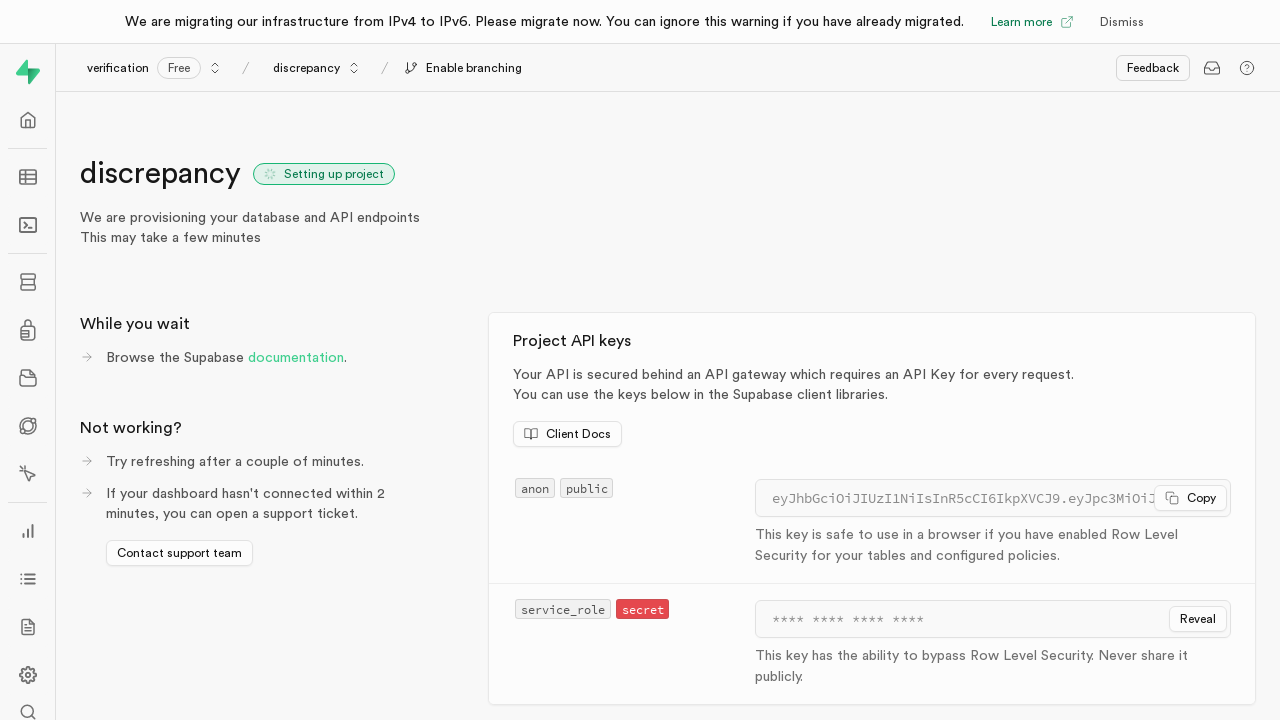 We are migrating our infrastructure from IPv4 to IPv6. Please migrate now. You can ignore this warning if you have already migrated. Learn more Dismiss
verification Free / discrepancy / Enable branching Feedback
discrepancy Setting up project
We are provisioning your database and API endpoints
This may take a few minutes
While you wait
Browse the Supabase documentation.
Not working?
Try refreshing after a couple of minutes.
If your dashboard hasn't connected within 2
minutes, you can open a support ticket.
Contact support team
Project API keys
Your API is secured behind an API gateway which requires an API Key for every request.
You can use the keys below in the Supabase client libraries.
Client Docs
anon public
eyJhbGciOiJIUzI1NiIsInR5cCI6IkpXVCJ9.eyJpc3MiOiJ Copy
This key is safe to use in a browser if you have enabled Row Level
Security for your tables and configured policies.
service_role secret
**** **** **** **** Reveal
This key has the ability to bypass Row Level Security. Never share it
publicly.